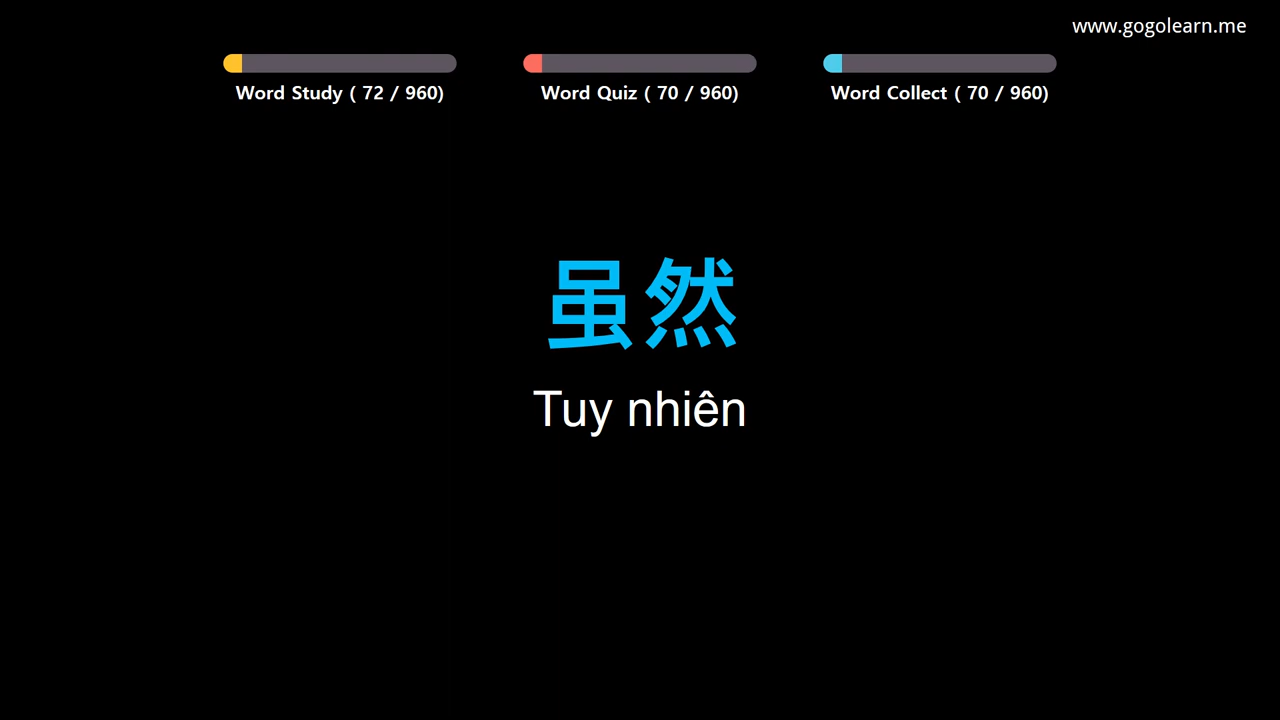 www.gogolearn.me
Word Study ( 72 / 960)
Word Quiz ( 70 / 960)
Word Collect ( 70 / 960)
虽然
Tuy nhiên